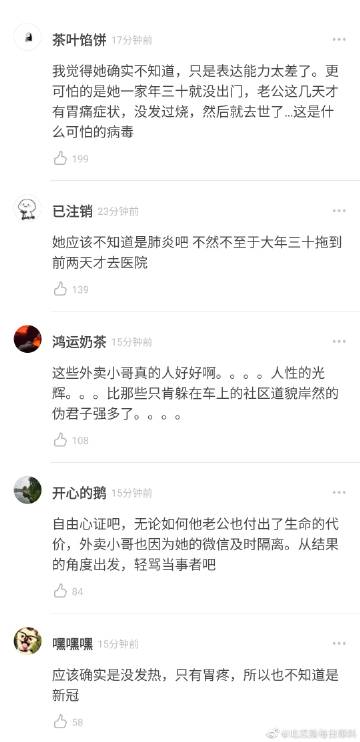 茶叶馅饼 17分钟前
我觉得她确实不知道，只是表达能力太差了。更
可怕的是她一家年三十就没出门，老公这几天才
有胃痛症状，没发过烧，然后就去世了...这是什
么可怕的病毒
199
已注销 23分钟前
她应该不知道是肺炎吧 不然不至于大年三十拖到
前两天才去医院
139
鸿运奶茶 15分钟前
这些外卖小哥真的人好好啊。。。。人性的光
辉。。。比那些只肯躲在车上的社区道貌岸然的
伪君子强多了。。。。
108
开心的鹅 15分钟前
自由心证吧，无论如何他老公也付出了生命的代
价，外卖小哥也因为她的微信及时隔离。从结果
的角度出发，轻骂当事者吧
84
嘿嘿嘿 15分钟前
应该确实是没发热，只有胃疼，所以也不知道是
新冠
58